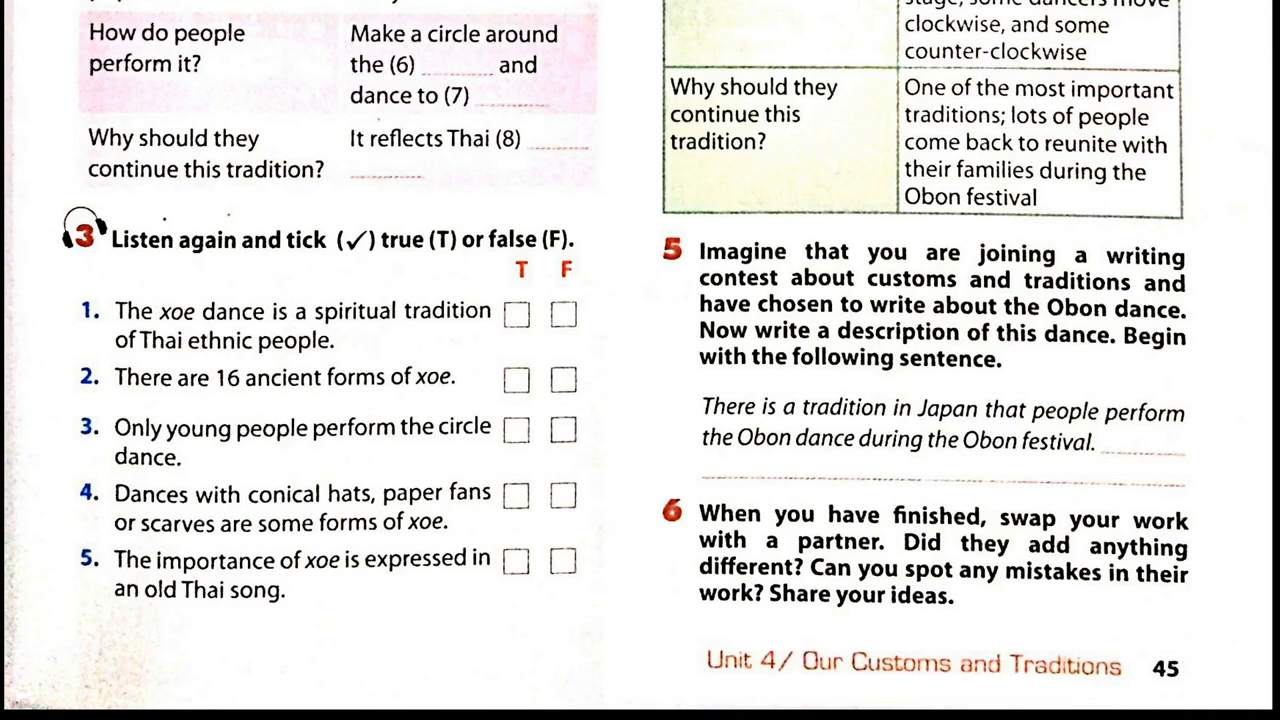 How do people
perform it?
Make a circle around
the (6) ............ and
dance to (7) ............
Why should they
continue this tradition?
It reflects Thai (8) ............
............
3 Listen again and tick (✓) true (T) or false (F).
T F
1. The xoe dance is a spiritual tradition
of Thai ethnic people.
2. There are 16 ancient forms of xoe.
3. Only young people perform the circle
dance.
4. Dances with conical hats, paper fans
or scarves are some forms of xoe.
5. The importance of xoe is expressed in
an old Thai song.
stage, some dancers move
clockwise, and some
counter-clockwise
Why should they
continue this
tradition?
One of the most important
traditions; lots of people
come back to reunite with
their families during the
Obon festival
5 Imagine that you are joining a writing
contest about customs and traditions and
have chosen to write about the Obon dance.
Now write a description of this dance. Begin
with the following sentence.
There is a tradition in Japan that people perform
the Obon dance during the Obon festival. ............
6 When you have finished, swap your work
with a partner. Did they add anything
different? Can you spot any mistakes in their
work? Share your ideas.
Unit 4/ Our Customs and Traditions 45